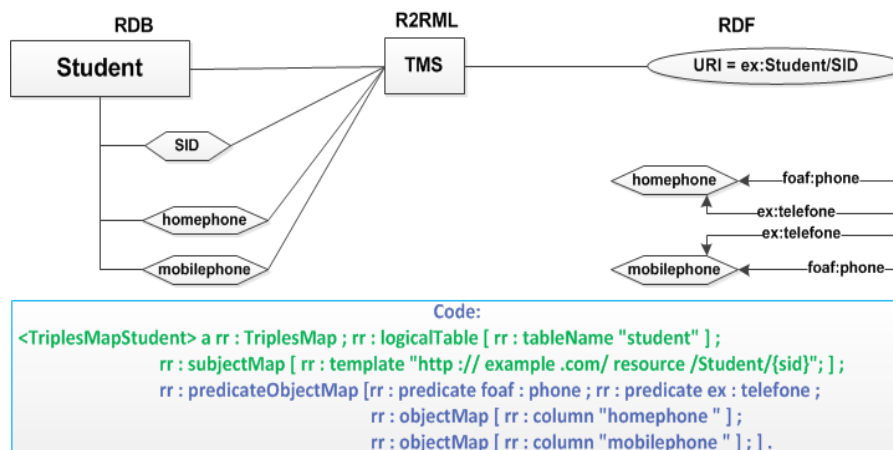 RDB
R2RML
RDF
Student
TMS
URI = ex:Student/SID
SID
homephone
foaf:phone
homephone
ex:telefone
ex:telefone
mobilephone
mobilephone
foaf:phone
Code:
<TriplesMapStudent> a rr : TriplesMap ; rr : logicalTable [ rr : tableName "student" ] ;
rr : subjectMap [ rr : template "http :// example .com/ resource /Student/{sid}"; ] ;
rr : predicateObjectMap [rr : predicate foaf : phone ; rr : predicate ex : telefone ;
rr : objectMap [ rr : column "homephone " ] ;
rr : objectMap [ rr : column "mobilephone " ] ; ] .